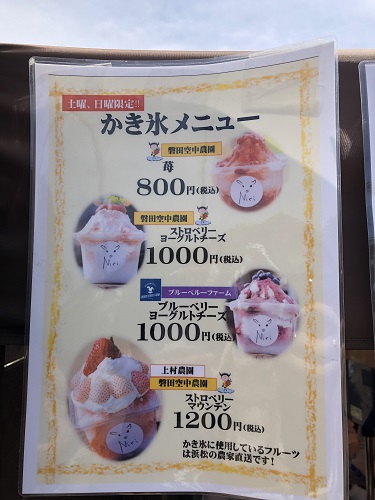 土曜、日曜限定!!
かき氷メニュー
磐田空中農園
苺
800円(税込)
磐田空中農園
ストロベリー
ヨーグルトチーズ
1000円(税込)
ブルーベルーファーム
ブルーベリー
ヨーグルトチーズ
1000円(税込)
上村農園
磐田空中農園
ストロベリー
マウンテン
1200円(税込)
かき氷に使用しているフルーツ
は浜松の農家直送です!